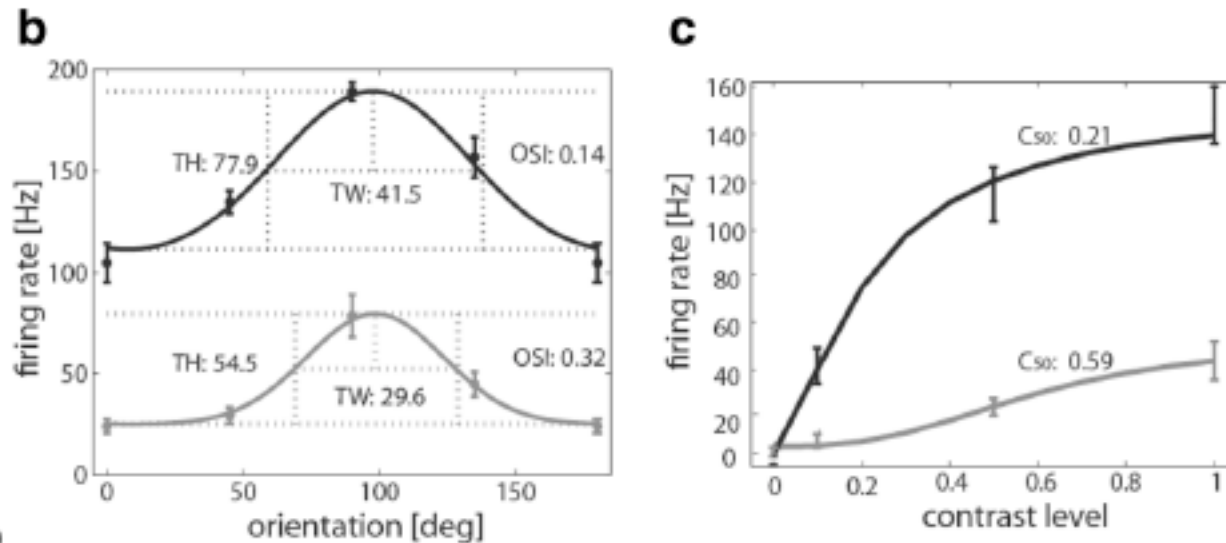 b
firing rate [Hz]
200
150
100
50
0
TH: 77.9
OSI: 0.14
TW: 41.5
TH: 54.5
OSI: 0.32
TW: 29.6
0
50
100
150
orientation [deg]
c
firing rate [Hz]
160
140
120
100
80
60
40
20
0
C50: 0.21
C50: 0.59
0
0.2
0.4
0.6
0.8
1
contrast level